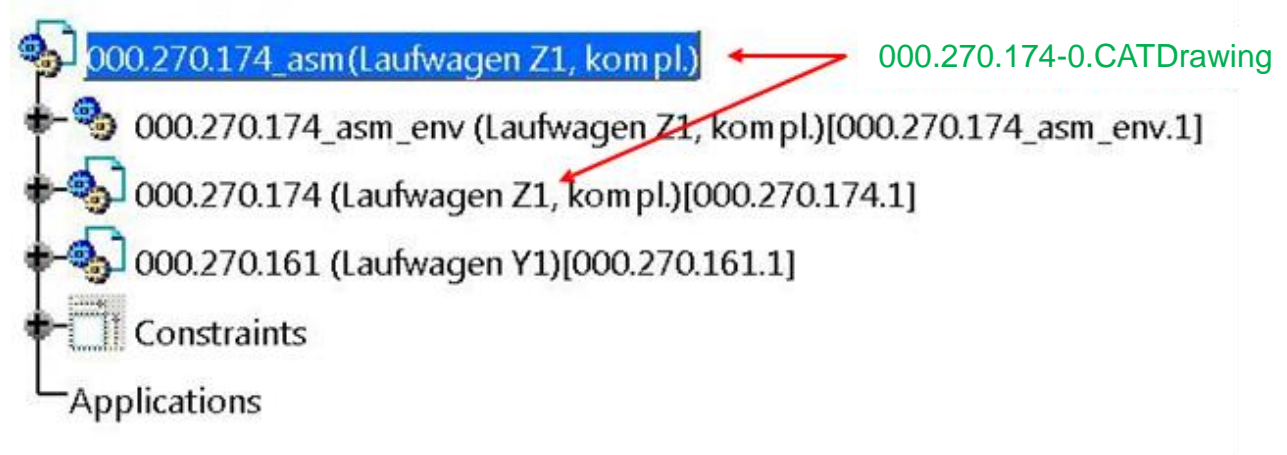 000.270.174_asm(Laufwagen Z1, kompl.)
000.270.174-0.CATDrawing
000.270.174_asm_env (Laufwagen Z1, kompl.)[000.270.174_asm_env.1]
000.270.174 (Laufwagen Z1, kompl.)[000.270.174.1]
000.270.161 (Laufwagen Y1)[000.270.161.1]
Constraints
Applications